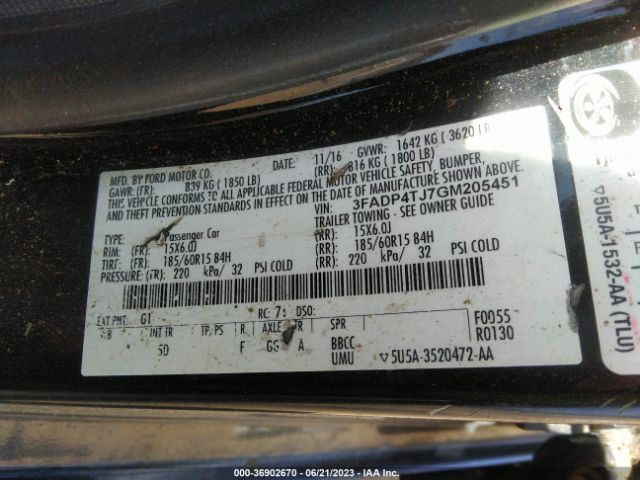 MFD. BY FORD MOTOR CO.
DATE: 11/16 GVWR: 1642 KG ( 3620 LB
GAWR: (FR): 839 KG ( 1850 LB) (RR): 816 KG ( 1800 LB)
THIS VEHICLE CONFORMS TO ALL APPLICABLE FEDERAL MOTOR VEHICLE SAFETY, BUMPER,
AND THEFT PREVENTION STANDARDS IN EFFECT ON THE DATE OF MANUFACTURE SHOWN ABOVE.
VIN: 3FADP4TJ7GM205451
TYPE: Passenger Car TRAILER TOWING - SEE OWNER GUIDE
RIM: (FR): 15X6.0J (RR): 15X6.0J
TIRE: (FR): 185/60R15 84H (RR): 185/60R15 84H
PRESSURE: (FR): 220 kPa/ 32 PSI COLD (RR): 220 kPa/ 32 PSI COLD
EXT PNT: G1 RC: 7 DSO: F0055
WB INT TR TP/PS R AXLE TR SPR R0130
5D F A BBCC
UMU 5U5A-3520472-AA
5U5A-1532-AA (TLU)
000-36902670 - 06/21/2023 - IAA Inc.